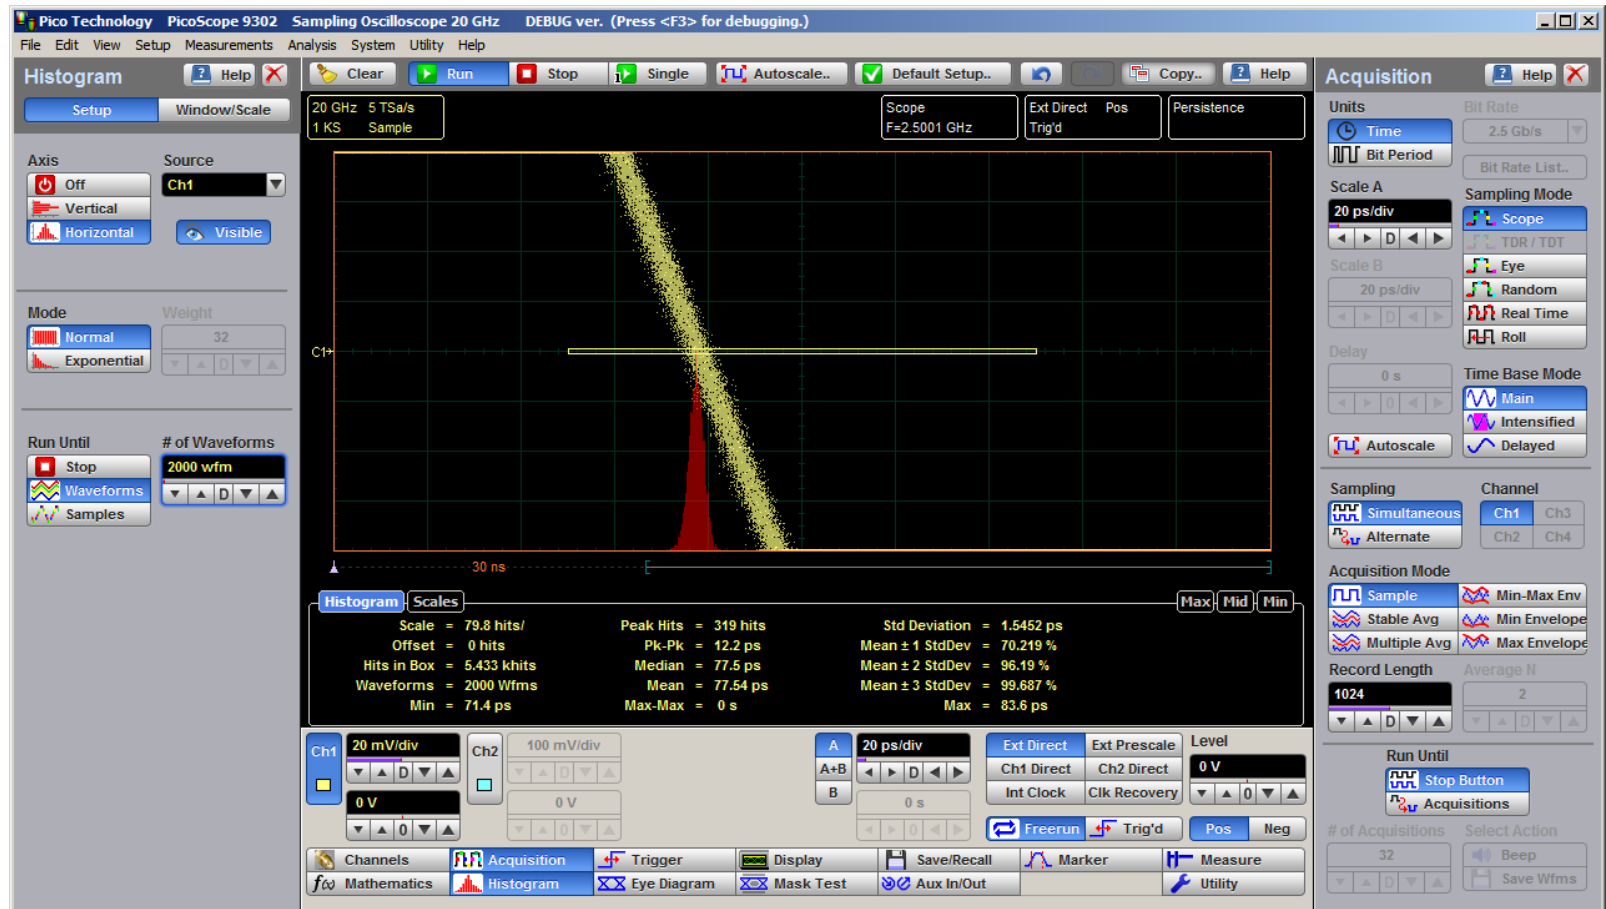 Pico Technology PicoScope 9302 Sampling Oscilloscope 20 GHz DEBUG ver. (Press <F3> for debugging.)
File Edit View Setup Measurements Analysis System Utility Help
Histogram Help
Setup Window/Scale
Axis Source
Off Ch1
Vertical
Horizontal Visible
Mode Weight
Normal 32
Exponential
D
Run Until # of Waveforms
Stop 2000 wfm
Waveforms D
Samples
Clear Run Stop Single Autoscale.. Default Setup.. Copy.. Help
20 GHz 5 TSa/s
1 KS Sample
Scope
F=2.5001 GHz
Ext Direct Pos
Trig'd
Persistence
C1
30 ns
Histogram Scales Max Mid Min
Scale = 79.8 hits/ Peak Hits = 319 hits Std Deviation = 1.5452 ps
Offset = 0 hits Pk-Pk = 12.2 ps Mean ± 1 StdDev = 70.219 %
Hits in Box = 5.433 khits Median = 77.5 ps Mean ± 2 StdDev = 96.19 %
Waveforms = 2000 Wfms Mean = 77.54 ps Mean ± 3 StdDev = 99.687 %
Min = 71.4 ps Max-Max = 0 s Max = 83.6 ps
Ch1 20 mV/div Ch2 100 mV/div A 20 ps/div Ext Direct Ext Prescale Level
D D A+B D Ch1 Direct Ch2 Direct 0 V
0 V 0 V B 0 s Int Clock Clk Recovery 0
0 0 0 Freerun Trig'd Pos Neg
Channels Acquisition Trigger Display Save/Recall Marker Measure
f(x) Mathematics Histogram Eye Diagram Mask Test Aux In/Out Utility
Acquisition Help
Units Bit Rate
Time 2.5 Gb/s
Bit Period Bit Rate List..
Scale A Sampling Mode
20 ps/div Scope
D TDR / TDT
Scale B Eye
20 ps/div Random
D Real Time
Roll
Delay Time Base Mode
0 s Main
0 Intensified
Autoscale Delayed
Sampling Channel
Simultaneous Ch1 Ch3
Alternate Ch2 Ch4
Acquisition Mode
Sample Min-Max Env
Stable Avg Min Envelope
Multiple Avg Max Envelope
Record Length Average N
1024 2
D D
Run Until
Stop Button
Acquisitions
# of Acquisitions Select Action
32 Beep
D Save Wfms